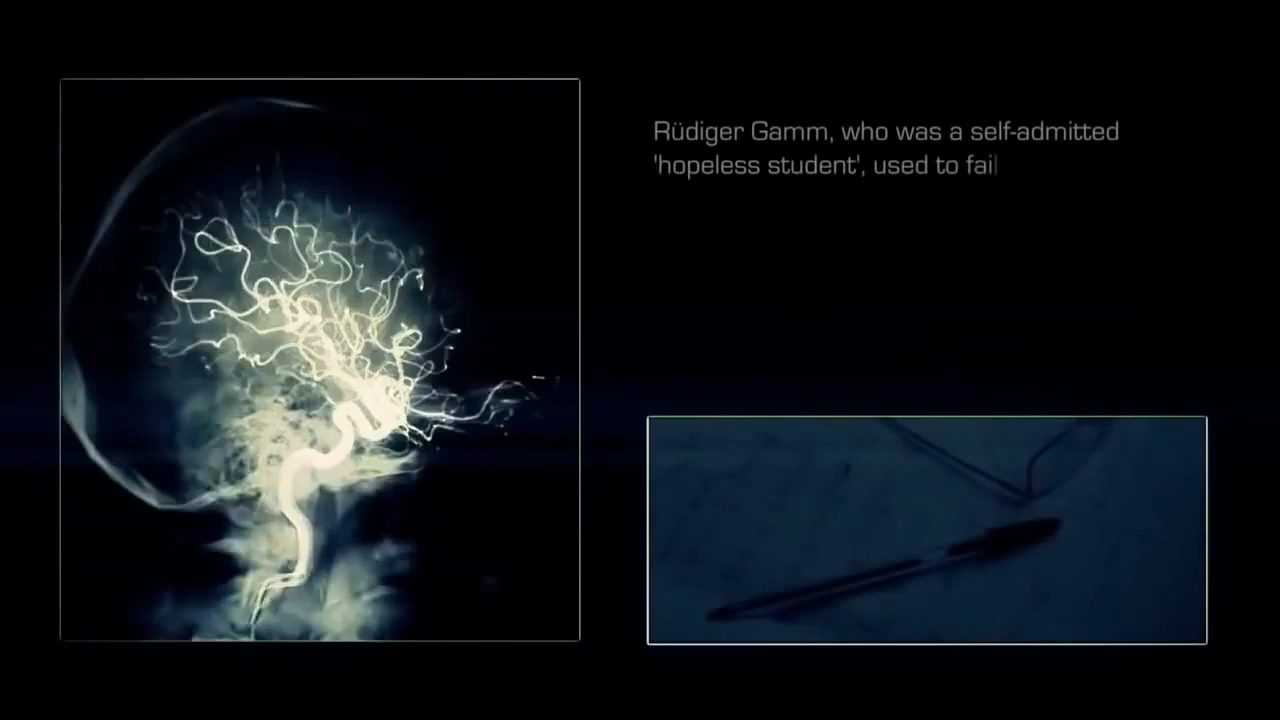 Rüdiger Gamm, who was a self-admitted
'hopeless student', used to fail